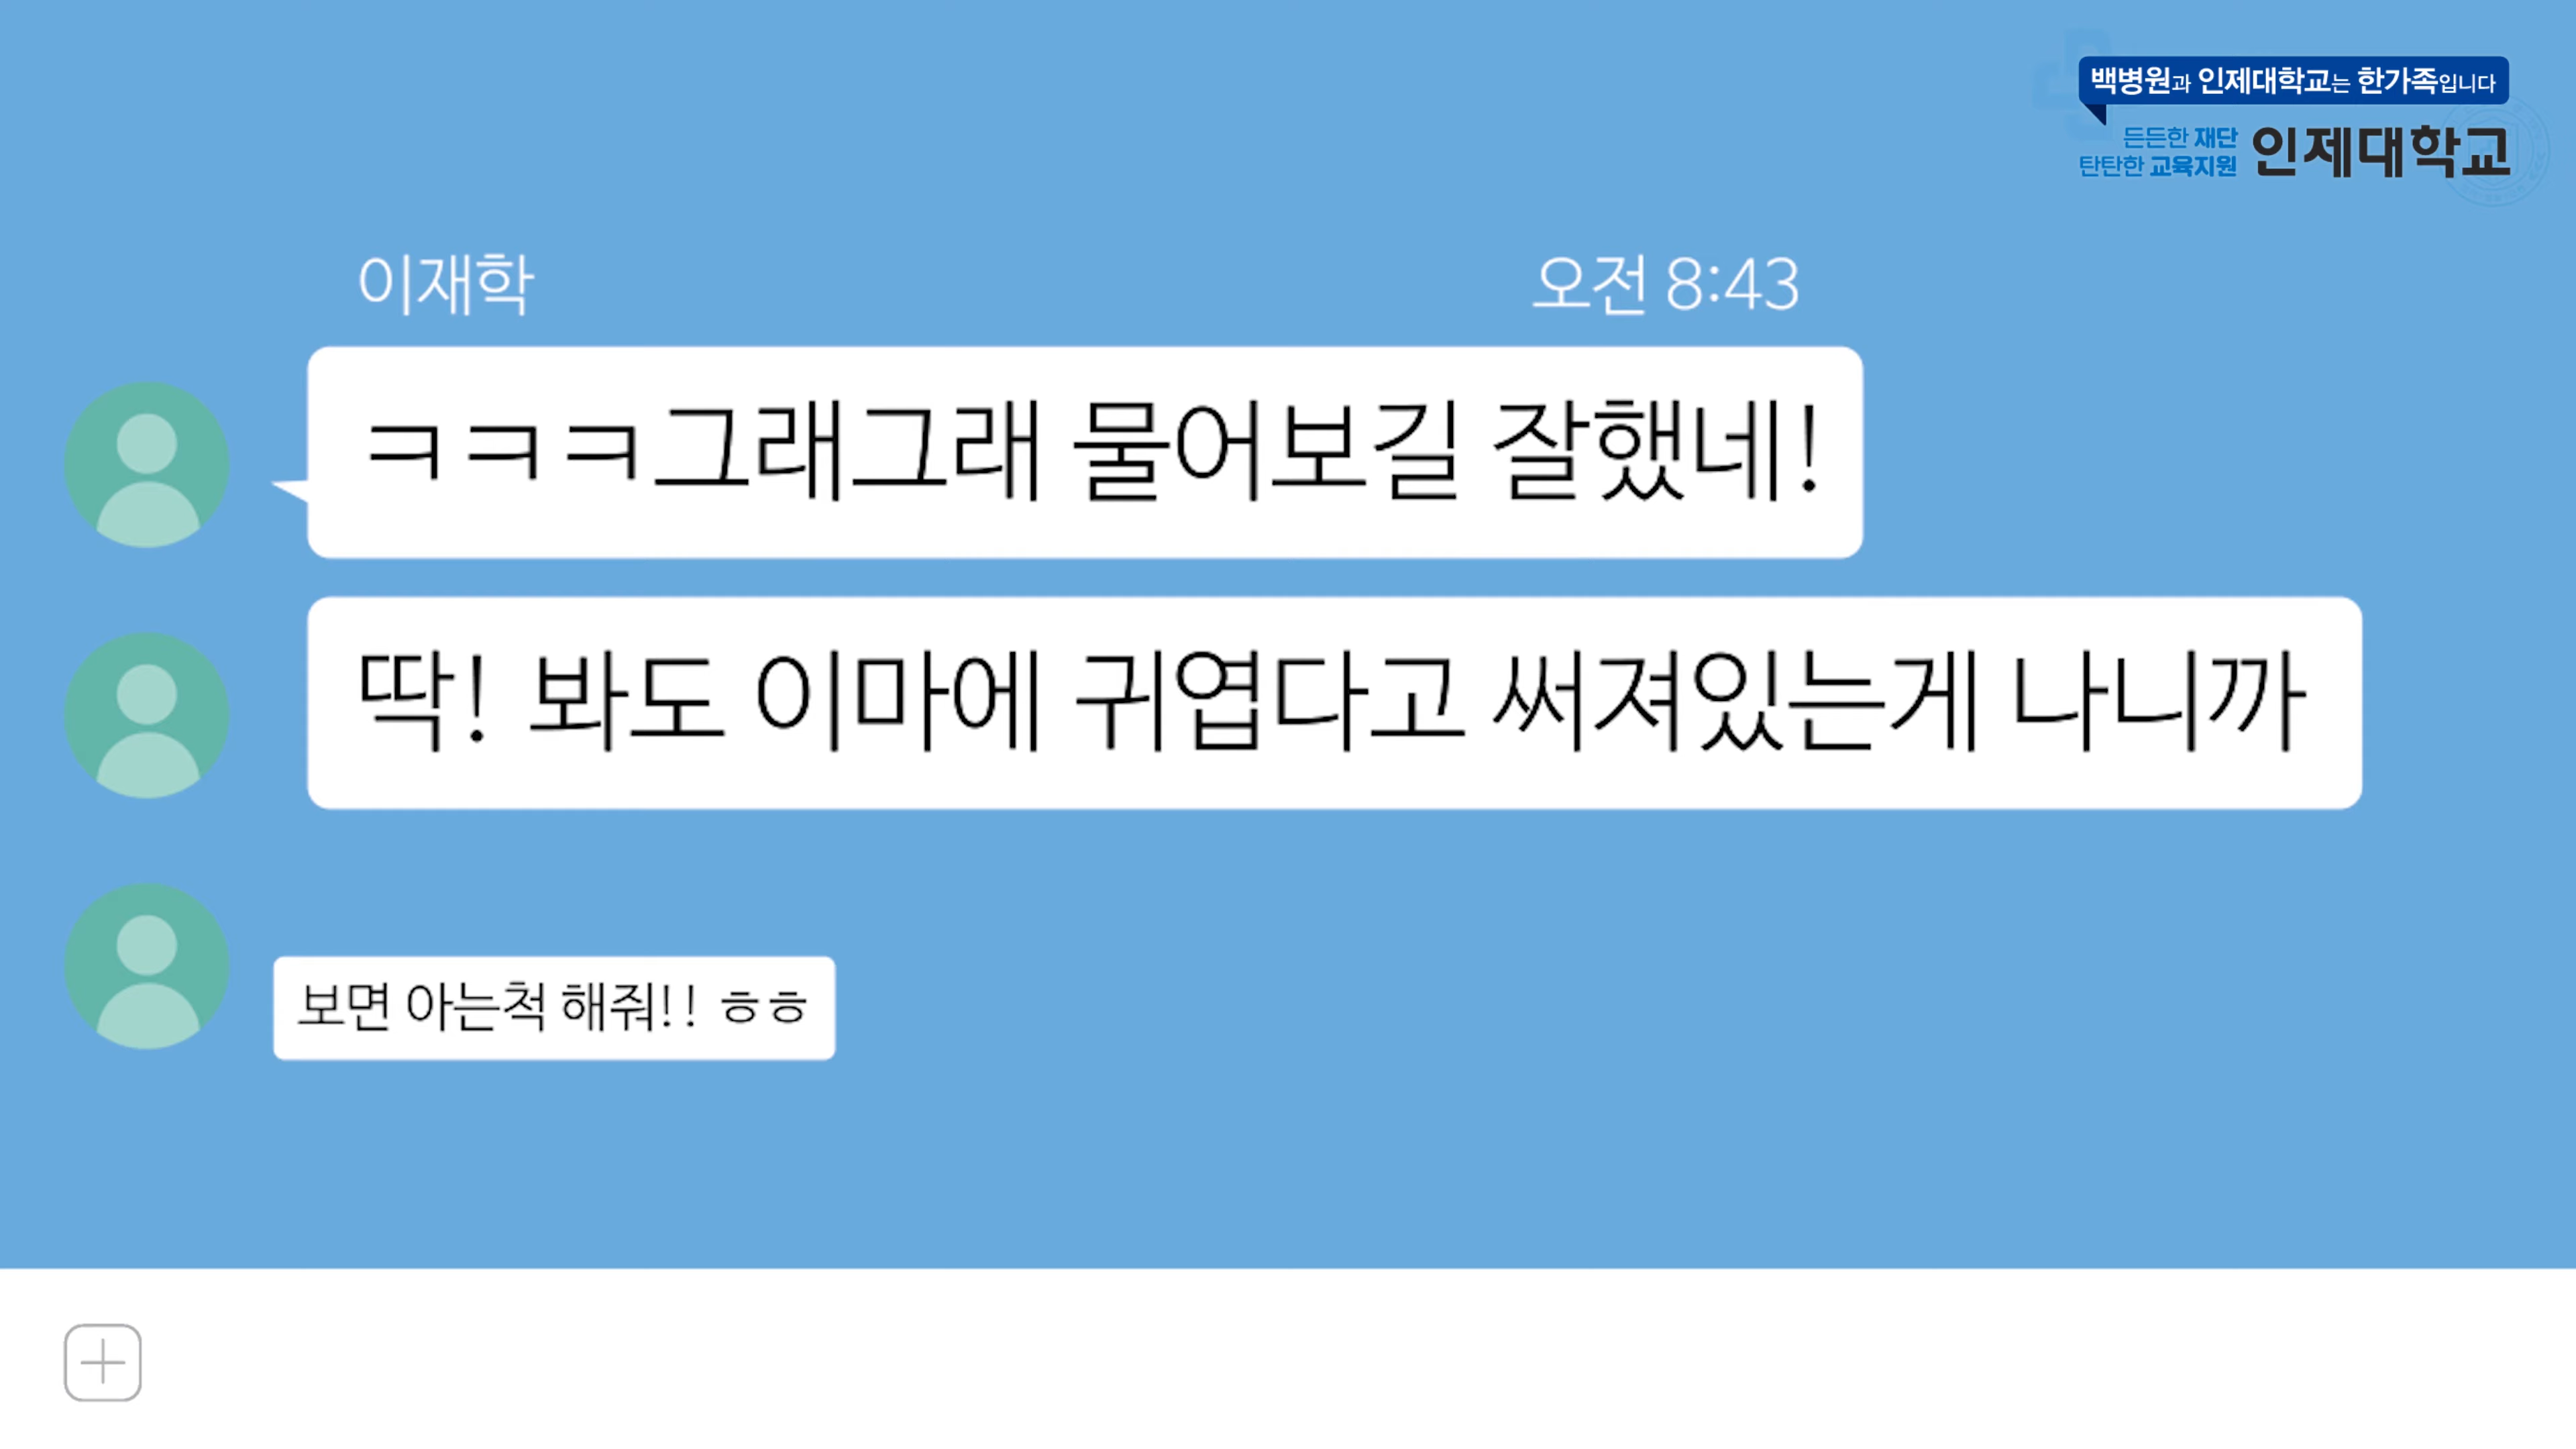 백병원과 인제대학교는 한가족입니다
든든한 재단
탄탄한 교육지원
인제대학교
이재학
오전 8:43
ㅋㅋㅋ그래그래 물어보길 잘했네!
딱! 봐도 이마에 귀엽다고 써져있는게 나니까
보면 아는척 해줘!! ㅎㅎ